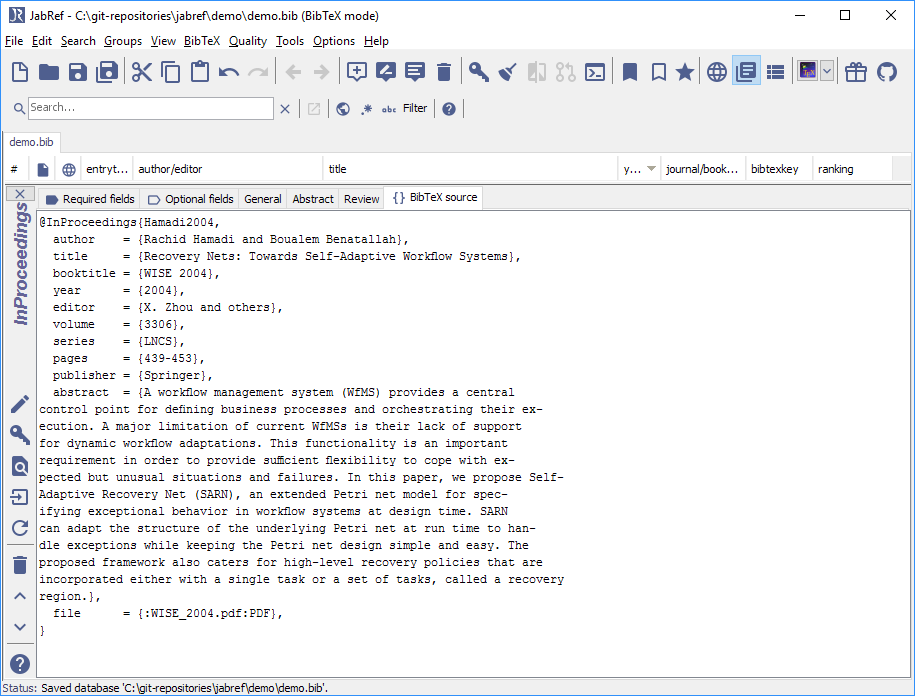 JabRef - C:\git-repositories\jabref\demo\demo.bib (BibTeX mode)
File Edit Search Groups View BibTeX Quality Tools Options Help
Search... .* abc Filter
demo.bib
# entryt... author/editor title y... journal/book... bibtexkey ranking
Required fields Optional fields General Abstract Review {} BibTeX source
InProceedings
@InProceedings{Hamadi2004,
  author    = {Rachid Hamadi and Boualem Benatallah},
  title     = {Recovery Nets: Towards Self-Adaptive Workflow Systems},
  booktitle = {WISE 2004},
  year      = {2004},
  editor    = {X. Zhou and others},
  volume    = {3306},
  series    = {LNCS},
  pages     = {439-453},
  publisher = {Springer},
  abstract  = {A workflow management system (WfMS) provides a central
control point for defining business processes and orchestrating their ex-
ecution. A major limitation of current WfMSs is their lack of support
for dynamic workflow adaptations. This functionality is an important
requirement in order to provide sufficient flexibility to cope with ex-
pected but unusual situations and failures. In this paper, we propose Self-
Adaptive Recovery Net (SARN), an extended Petri net model for spec-
ifying exceptional behavior in workflow systems at design time. SARN
can adapt the structure of the underlying Petri net at run time to han-
dle exceptions while keeping the Petri net design simple and easy. The
proposed framework also caters for high-level recovery policies that are
incorporated either with a single task or a set of tasks, called a recovery
region.},
  file      = {:WISE_2004.pdf:PDF},
}
Status: Saved database 'C:\git-repositories\jabref\demo\demo.bib'.